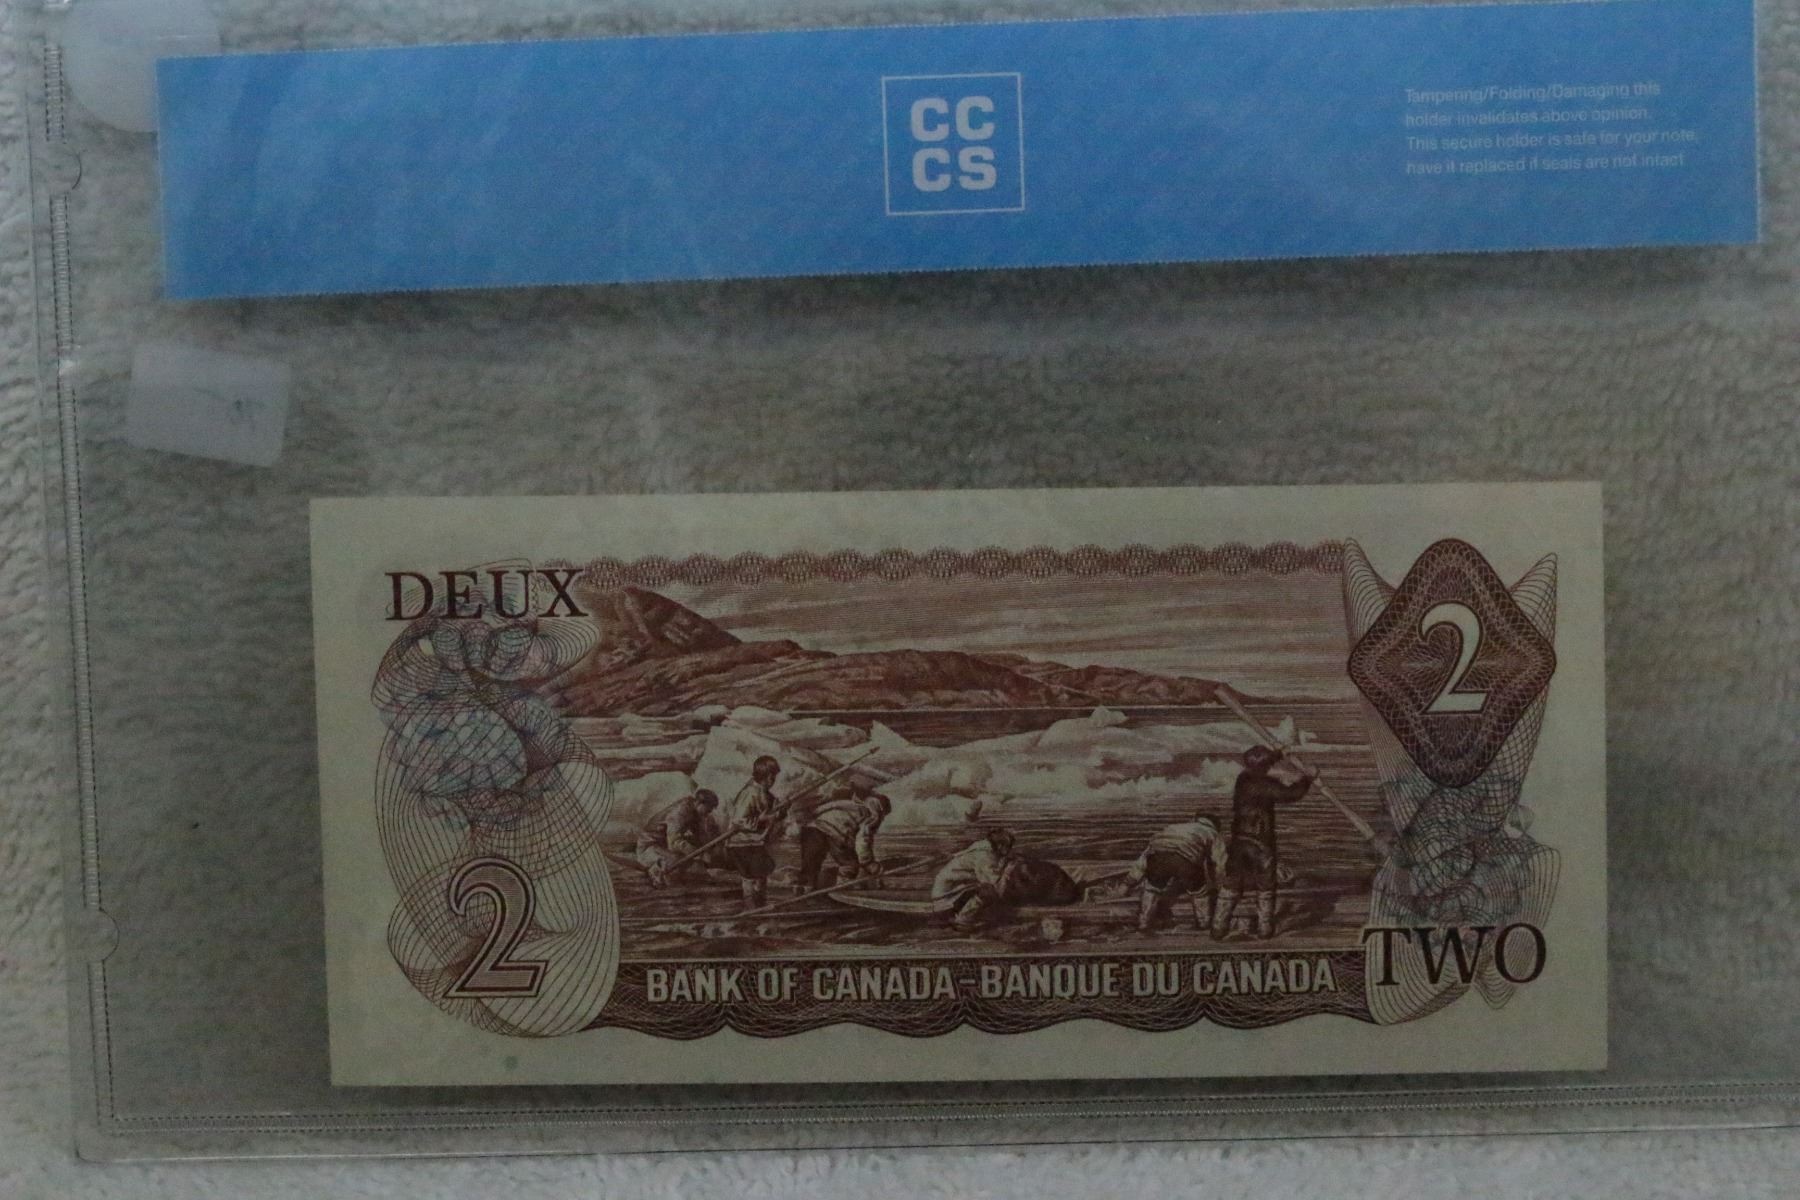 CC
CS
Tampering/Folding/Damaging this
holder invalidates above opinion.
This secure holder is safe for your note,
have it replaced if seals are not intact
DEUX
2
2
BANK OF CANADA-BANQUE DU CANADA
TWO